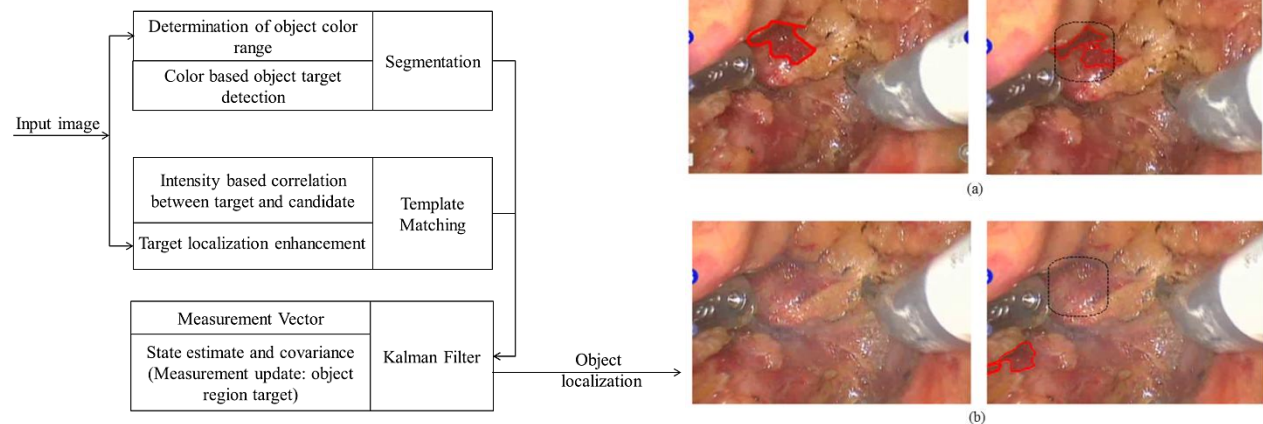 Determination of object color
range
Color based object target
detection
Segmentation
Input image
Intensity based correlation
between target and candidate
Target localization enhancement
Template
Matching
Measurement Vector
State estimate and covariance
(Measurement update: object
region target)
Kalman Filter
Object
localization
(a)
(b)